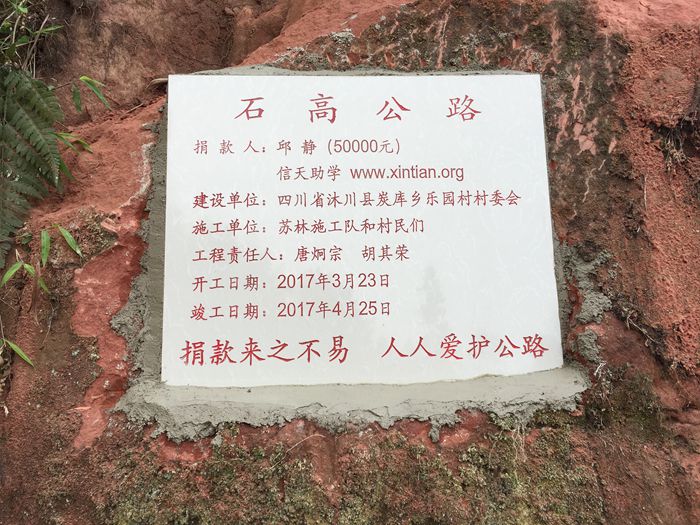 石高公路
捐款人：邱静（50000元）
信天助学 www.xintian.org
建设单位：四川省沐川县炭库乡乐园村村委会
施工单位：苏林施工队和村民们
工程责任人：唐炯宗 胡其荣
开工日期：2017年3月23日
竣工日期：2017年4月25日
捐款来之不易 人人爱护公路